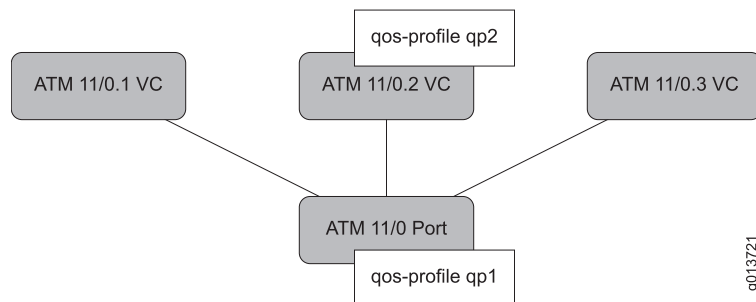 qos-profile qp2
ATM 11/0.1 VC
ATM 11/0.2 VC
ATM 11/0.3 VC
ATM 11/0 Port
qos-profile qp1
g013721